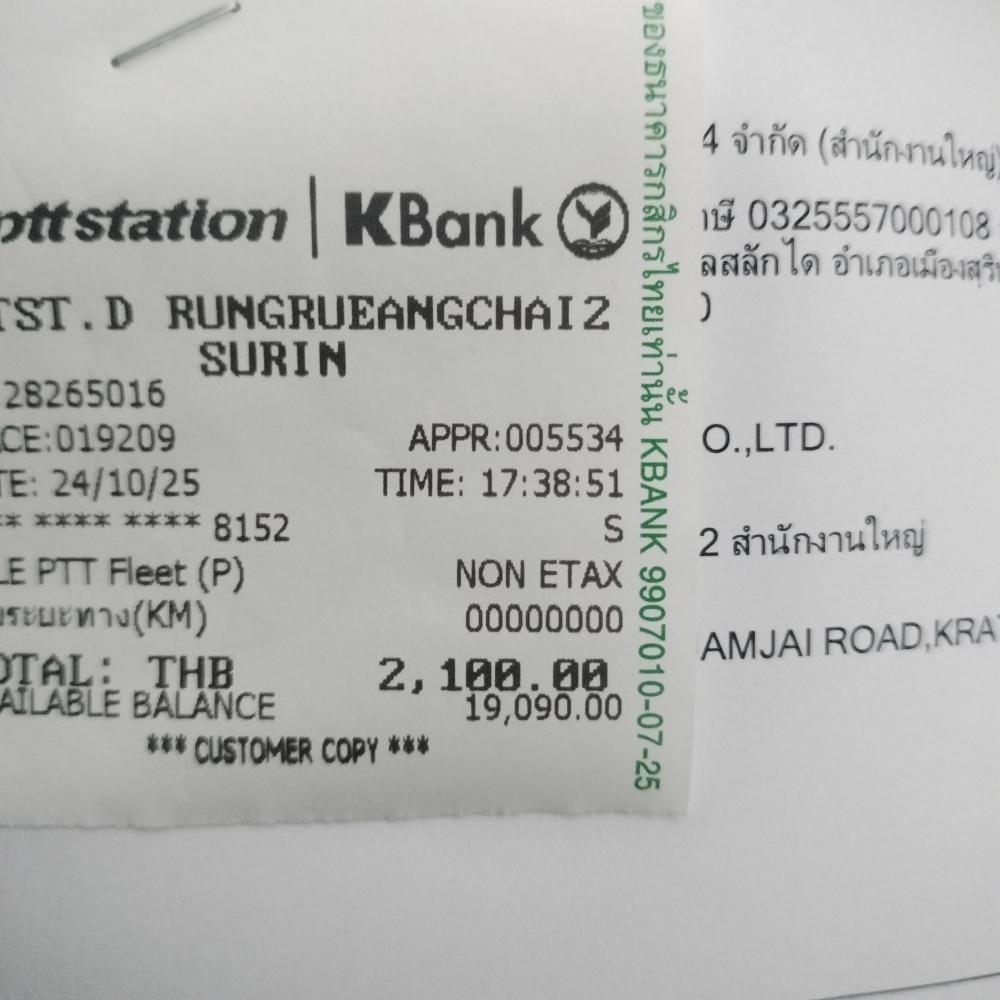 pttstation | KBank
TST.D RUNGRUEANGCHAI2
SURIN
28265016
CE:019209 APPR:005534
TE: 24/10/25 TIME: 17:38:51
** **** **** 8152 S
LE PTT Fleet (P) NON ETAX
ระยะทาง(KM) 00000000
OTAL: THB 2,100.00
AILABLE BALANCE 19,090.00
*** CUSTOMER COPY ***
ของธนาคารกสิกรไทยเท่านั้น KBANK 9907010-07-25
4 จำกัด (สำนักงานใหญ่)
าษี 0325557000108
ลสลักได อำเภอเมืองสุริ
)
O.,LTD.
2 สำนักงานใหญ่
AMJAI ROAD,KRAT